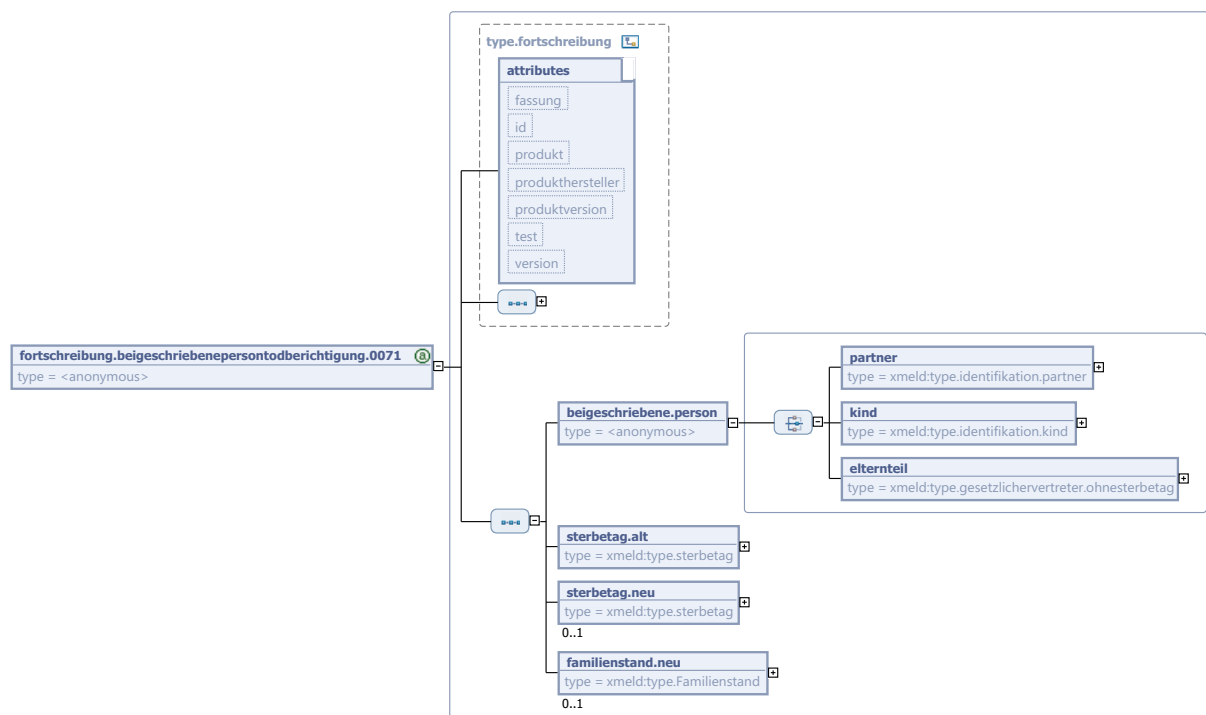 type.fortschreibung
attributes
fassung
id
produkt
produkthersteller
produktversion
test
version
fortschreibung.beigeschriebenepersontodberichtigung.0071 a
type = <anonymous>
beigeschriebene.person
type = <anonymous>
partner
type = xmeld:type.identifikation.partner
kind
type = xmeld:type.identifikation.kind
elternteil
type = xmeld:type.gesetzlichervertreter.ohnesterbetag
sterbetag.alt
type = xmeld:type.sterbetag
sterbetag.neu
type = xmeld:type.sterbetag
0..1
familienstand.neu
type = xmeld:type.Familienstand
0..1